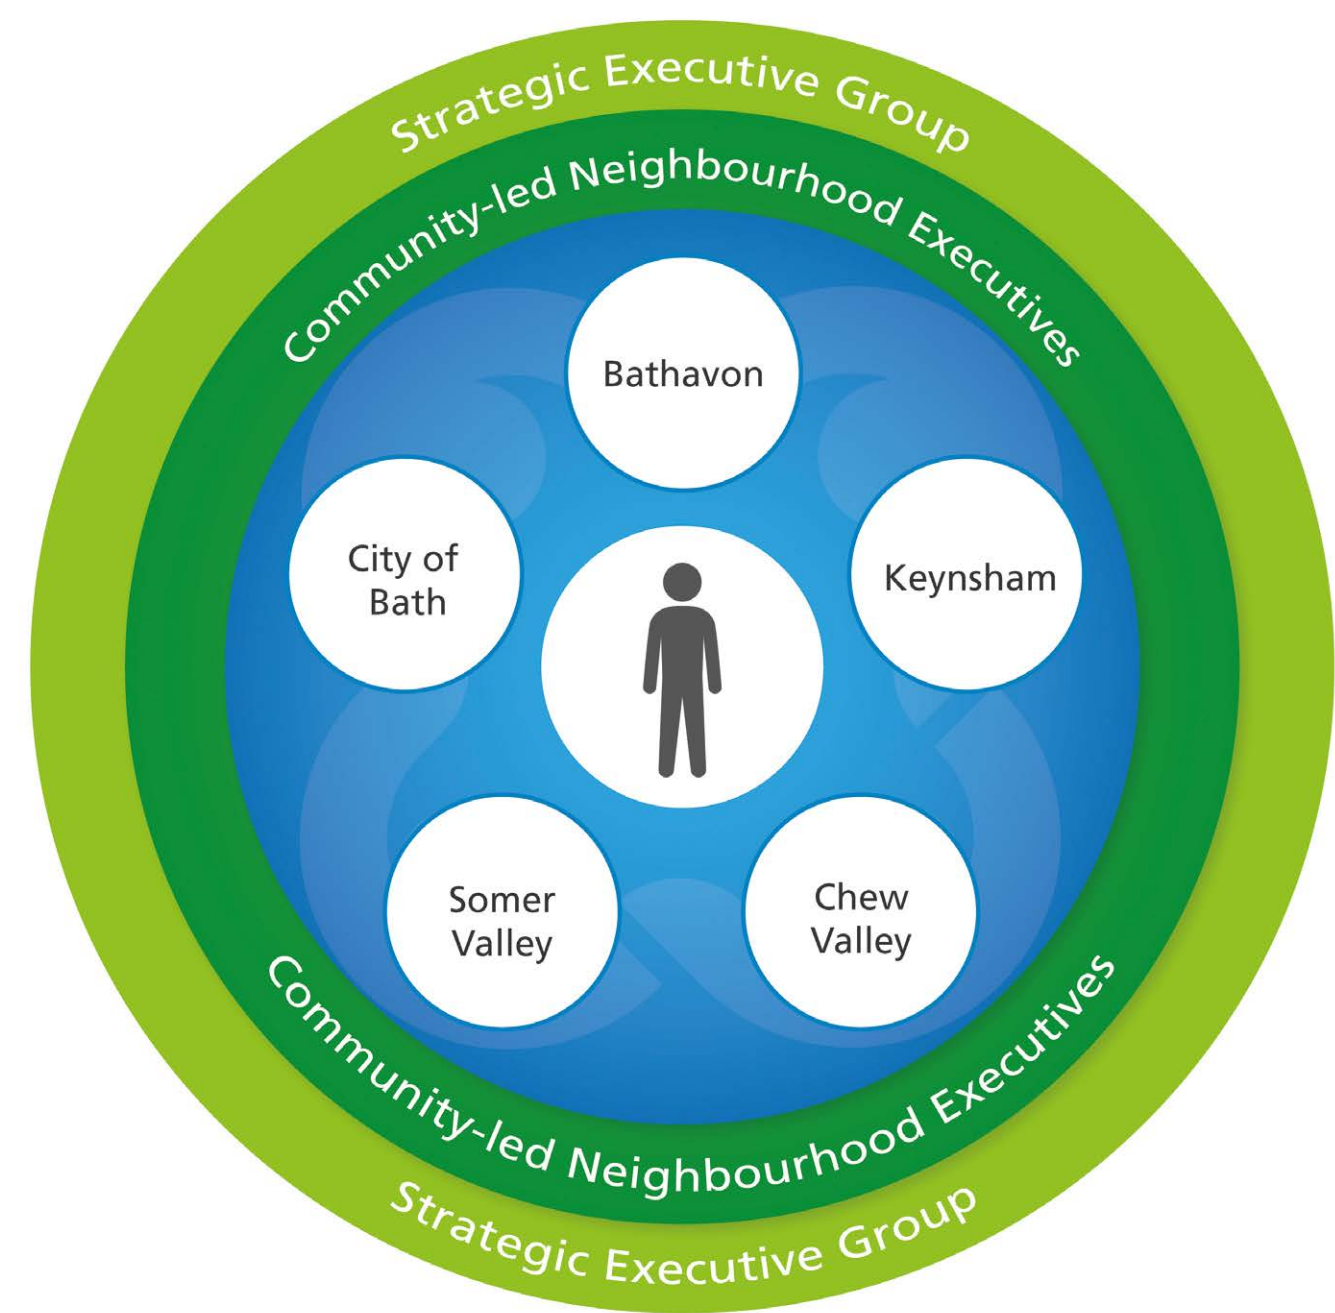 Strategic Executive Group
Community-led Neighbourhood Executives
Bathavon
City of
Bath
Keynsham
Somer
Valley
Chew
Valley
Community-led Neighbourhood Executives
Strategic Executive Group